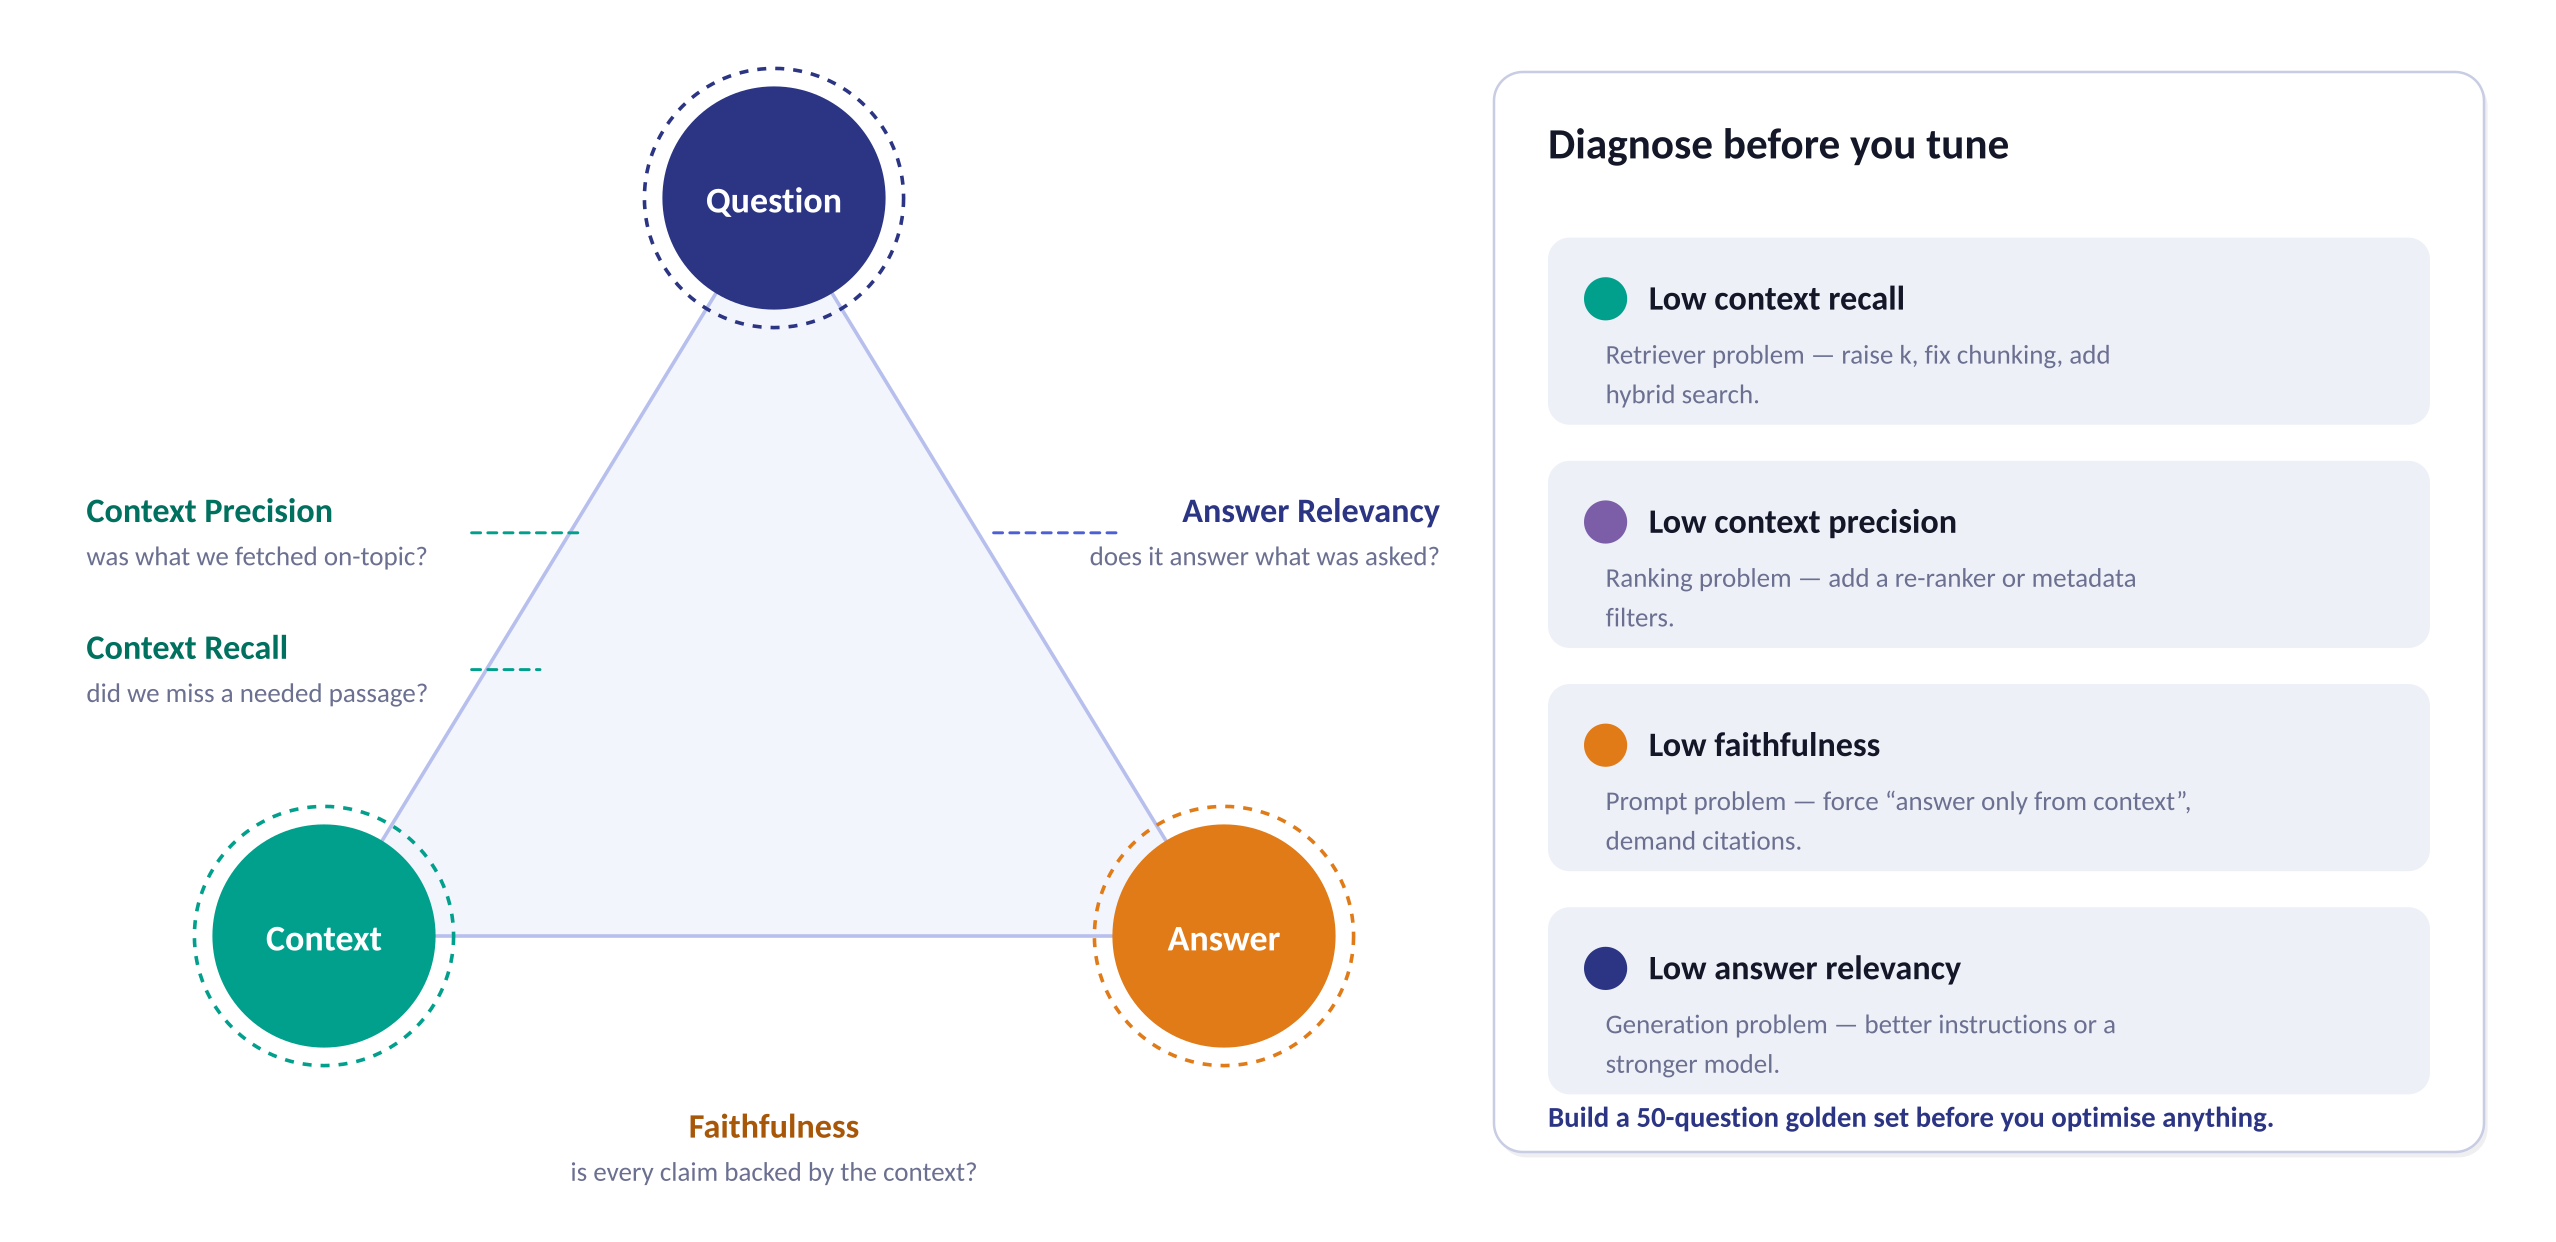 Question
Context Precision
was what we fetched on-topic?
Context Recall
did we miss a needed passage?
Answer Relevancy
does it answer what was asked?
Context
Answer
Faithfulness
is every claim backed by the context?
Diagnose before you tune
Low context recall
Retriever problem — raise k, fix chunking, add
hybrid search.
Low context precision
Ranking problem — add a re-ranker or metadata
filters.
Low faithfulness
Prompt problem — force “answer only from context”,
demand citations.
Low answer relevancy
Generation problem — better instructions or a
stronger model.
Build a 50-question golden set before you optimise anything.